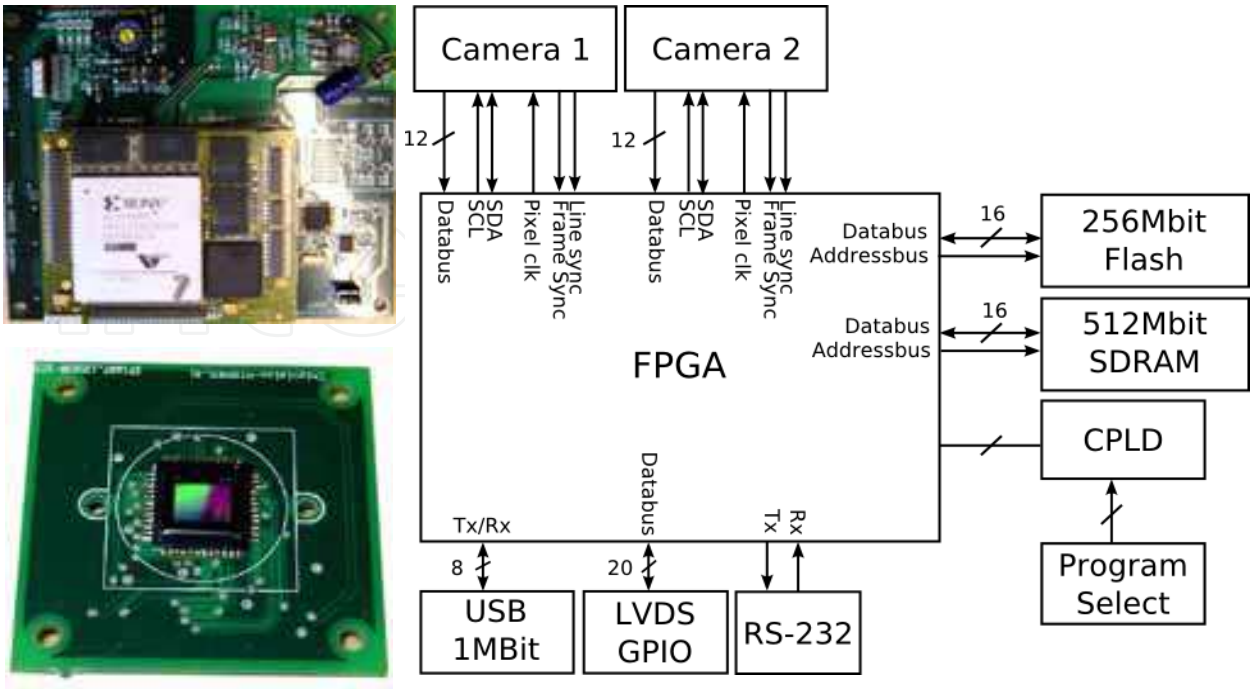 Camera 1
Camera 2
12
12
Databus
SCL
SDA
Pixel clk
Frame Sync
Line sync
Databus
SCL
SDA
Pixel clk
Frame Sync
Line sync
Databus
Addressbus
16
256Mbit
Flash
Databus
Addressbus
16
512Mbit
SDRAM
FPGA
CPLD
Program
Select
Tx/Rx
Databus
Tx
Rx
8
20
USB
1MBit
LVDS
GPIO
RS-232
XILINX
7